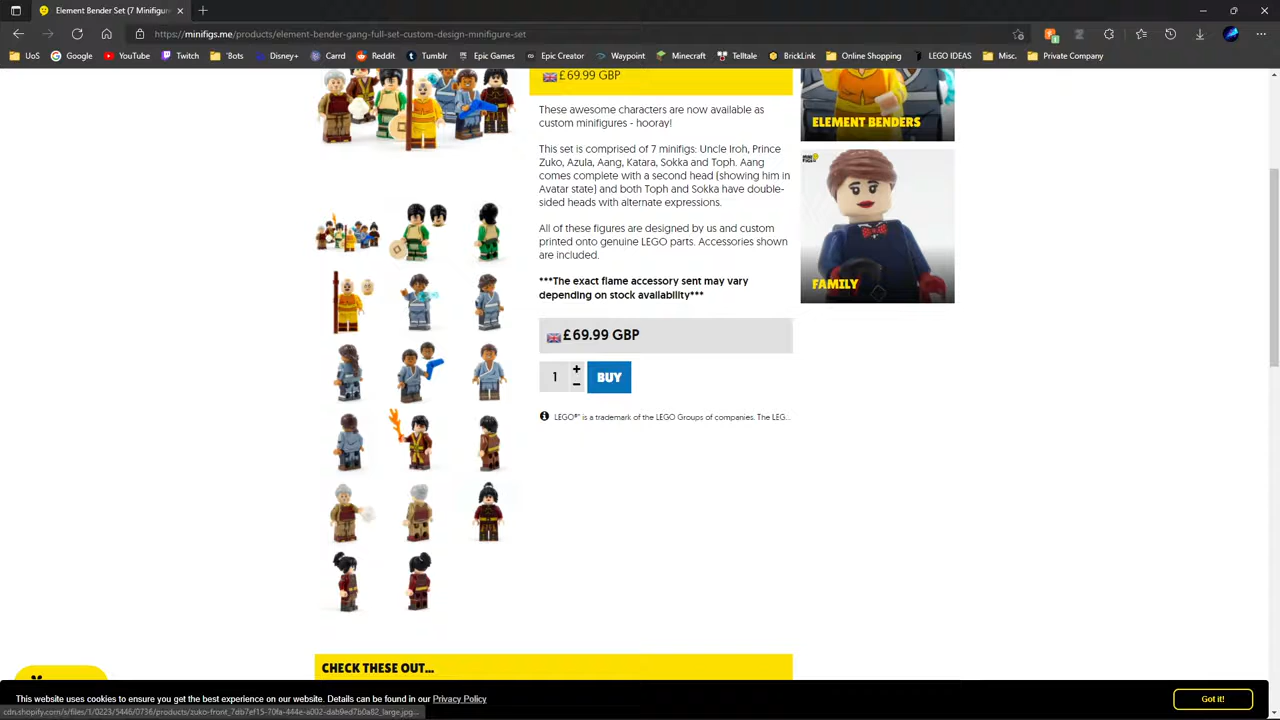 Element Bender Set (7 Minifigur
https://minifigs.me/products/element-bender-gang-full-set-custom-design-minifigure-set
UoS
Google
YouTube
Twitch
'Bots
Disney+
Carrd
Reddit
Tumblr
Epic Games
Epic Creator
Waypoint
Minecraft
Telltale
BrickLink
Online Shopping
LEGO IDEAS
Misc.
Private Company
£69.99 GBP
These awesome characters are now available as
custom minifigures - hooray!
This set is comprised of 7 minifigs: Uncle Iroh, Prince
Zuko, Azula, Aang, Katara, Sokka and Toph. Aang
comes complete with a second head (showing him in
Avatar state) and both Toph and Sokka have double-
sided heads with alternate expressions.
All of these figures are designed by us and custom
printed onto genuine LEGO parts. Accessories shown
are included.
***The exact flame accessory sent may vary
depending on stock availability***
£69.99 GBP
1
+
−
BUY
LEGO®™ is a trademark of the LEGO Groups of companies. The LEG...
ELEMENT BENDERS
FAMILY
CHECK THESE OUT...
This website uses cookies to ensure you get the best experience on our website. Details can be found in our Privacy Policy
Got it!